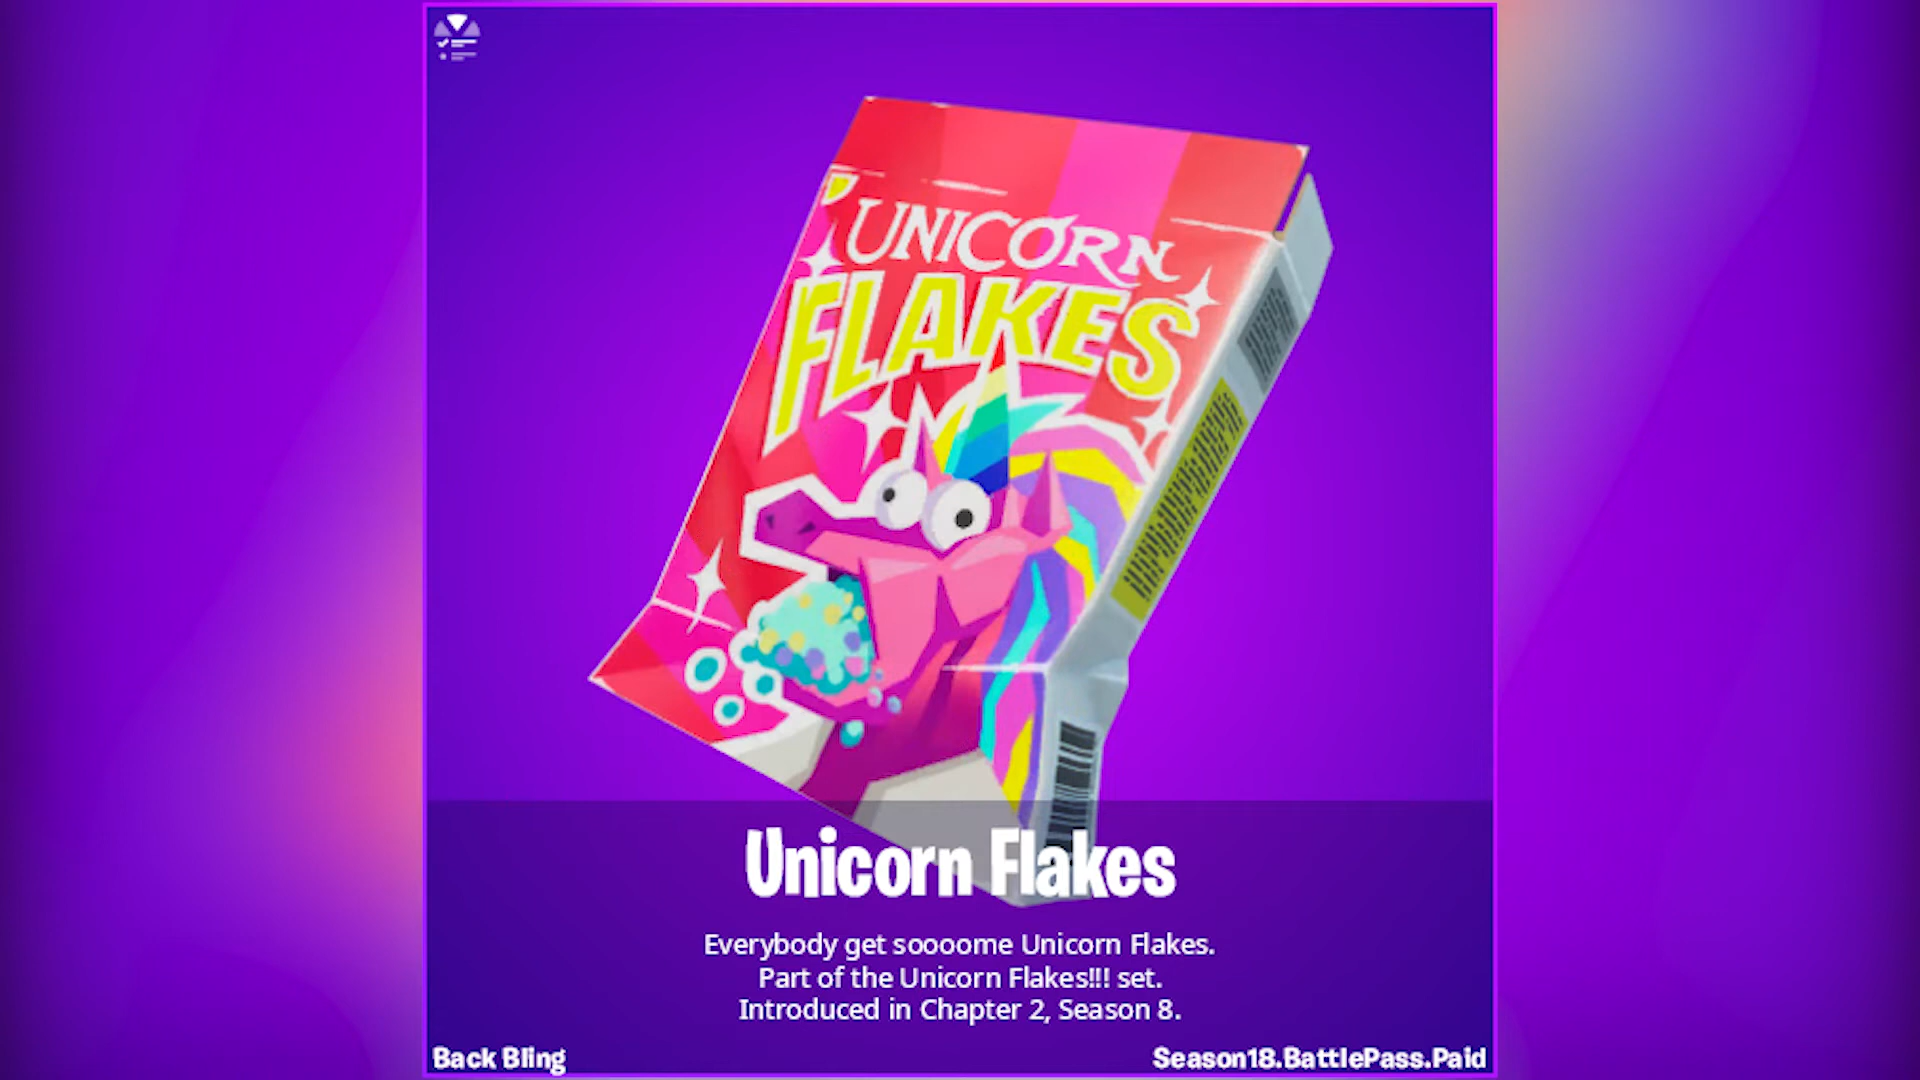 UNICORN
FLAKES
Unicorn Flakes
Everybody get soooome Unicorn Flakes.
Part of the Unicorn Flakes!!! set.
Introduced in Chapter 2, Season 8.
Back Bling
Season18.BattlePass.Paid